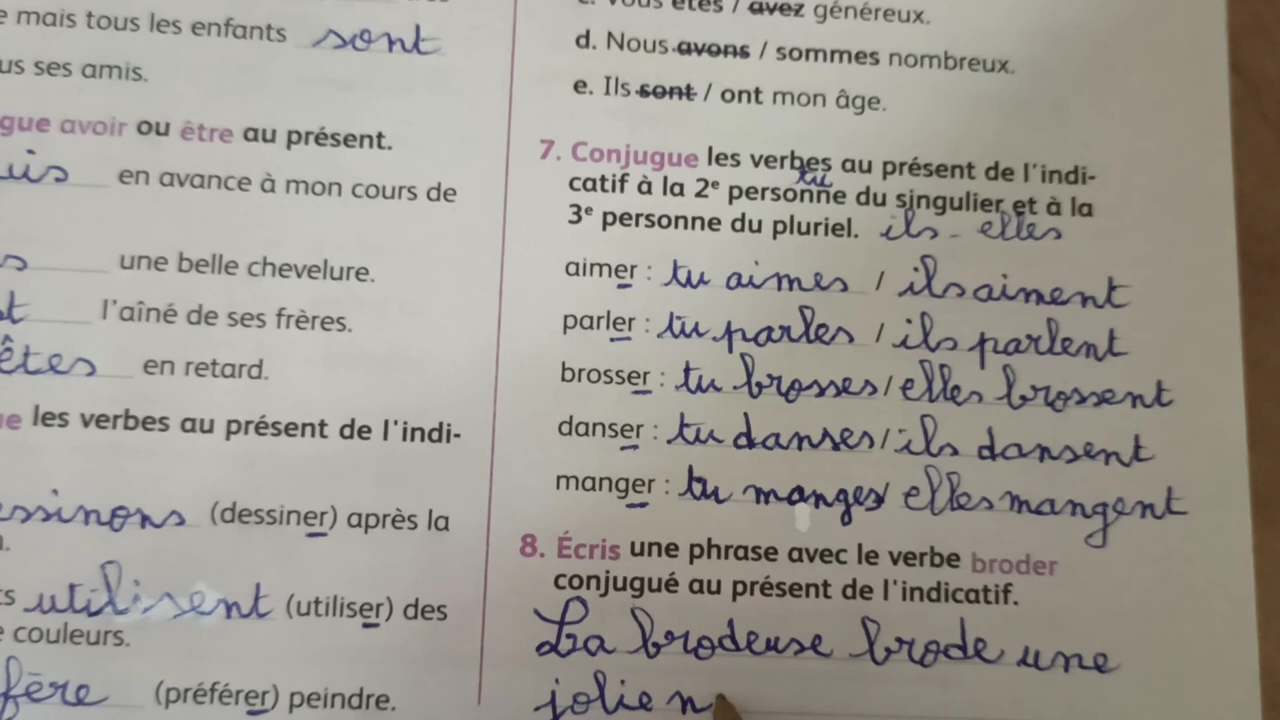 mais tous les enfants sont
us ses amis.
gue avoir ou être au présent.
uis en avance à mon cours de
s une belle chevelure.
t l'aîné de ses frères.
êtes en retard.
les verbes au présent de l'indi-
essinons (dessiner) après la
utilisent (utiliser) des
couleurs.
fère (préférer) peindre.
c. Vous êtes / avez généreux.
d. Nous avons / sommes nombreux.
e. Ils sont / ont mon âge.
7. Conjugue les verbes au présent de l'indi-
tu
catif à la 2e personne du singulier et à la
3e personne du pluriel. ils - elles
aimer : tu aimes / ils aiment
parler : tu parles / ils parlent
brosser : tu brosses / elles brossent
danser : tu danses / ils dansent
manger : tu manges / elles mangent
8. Écris une phrase avec le verbe broder
conjugué au présent de l'indicatif.
La brodeuse brode une
jolie n